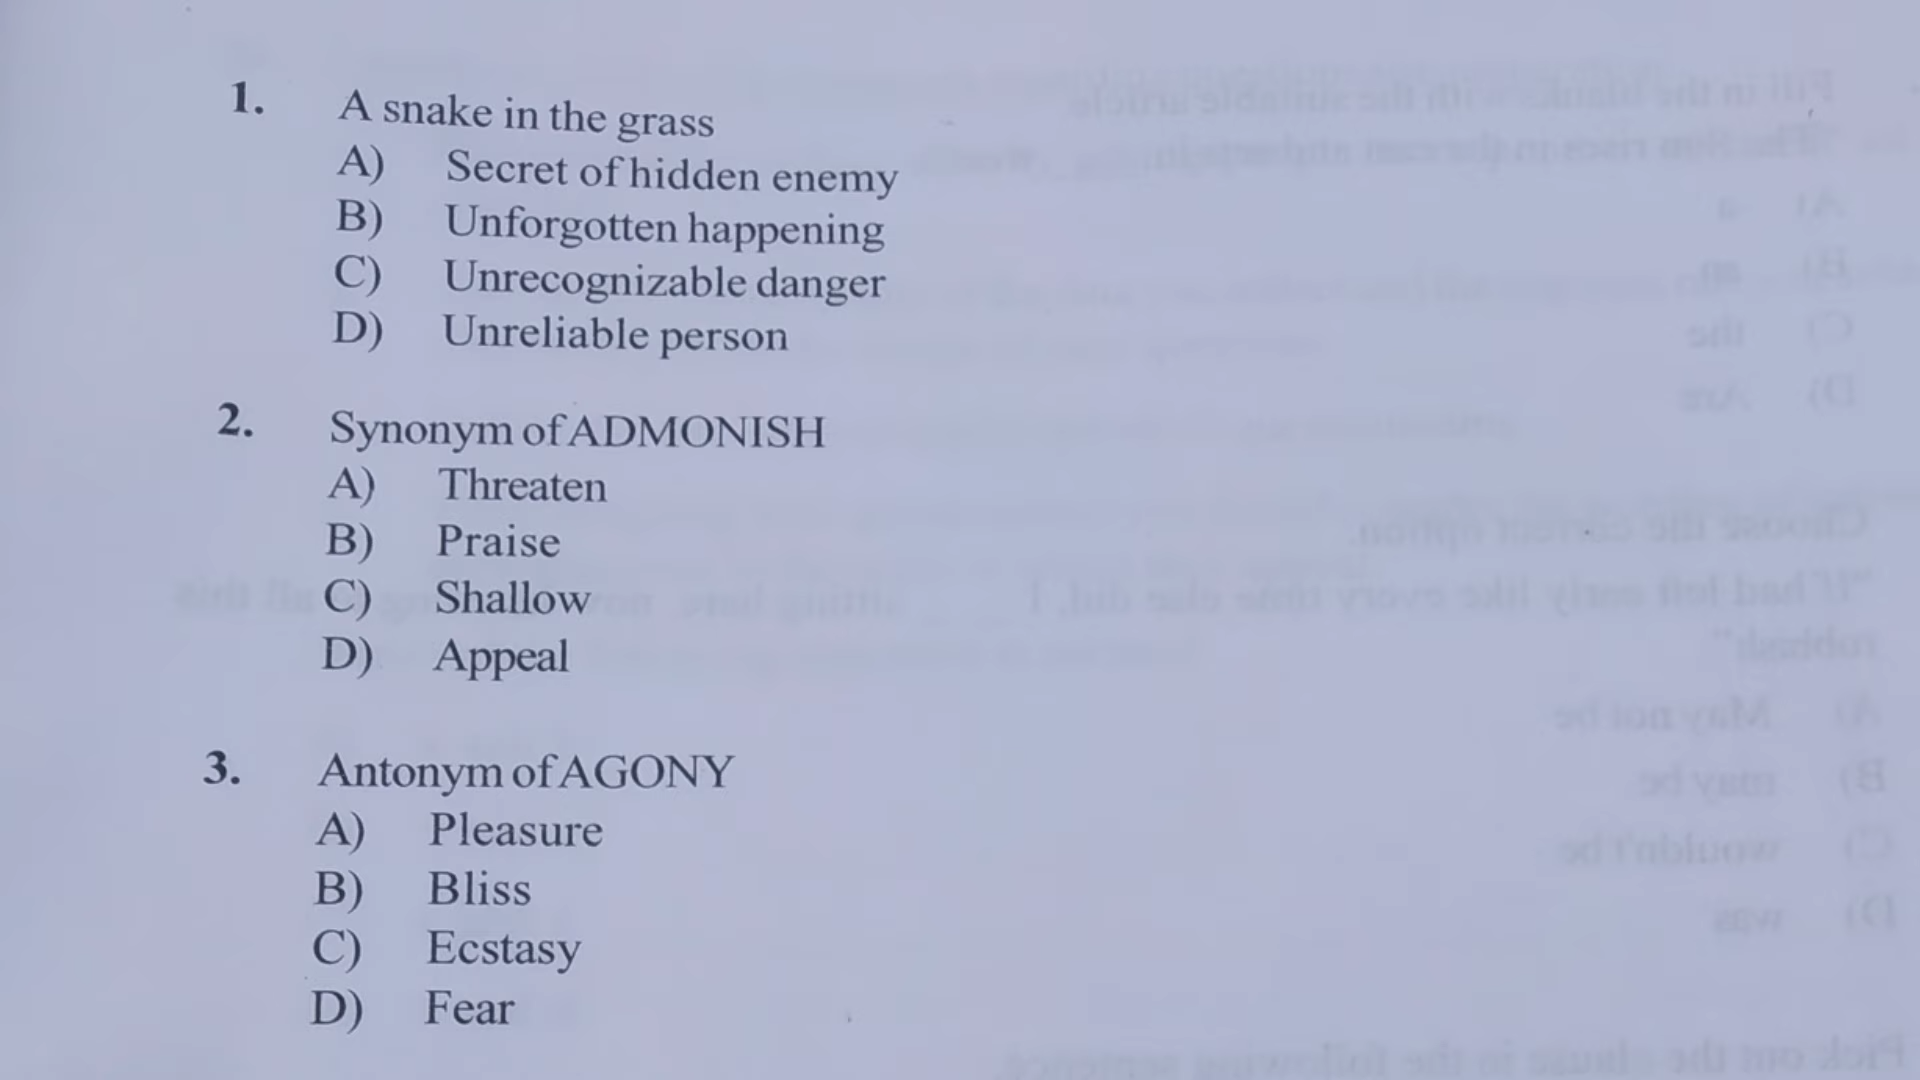 1. A snake in the grass
A) Secret of hidden enemy
B) Unforgotten happening
C) Unrecognizable danger
D) Unreliable person
2. Synonym of ADMONISH
A) Threaten
B) Praise
C) Shallow
D) Appeal
3. Antonym of AGONY
A) Pleasure
B) Bliss
C) Ecstasy
D) Fear